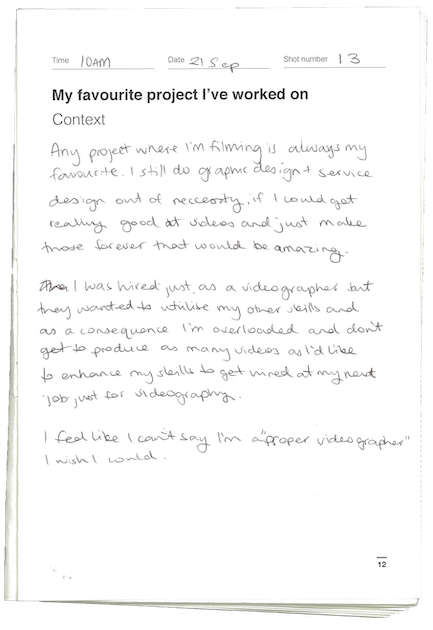 Time 10AM Date 21 Sep Shot number 13
My favourite project I've worked on
Context
Any project where I'm filming is always my
favourite. I still do graphic design + service
design out of neccesity, if I could get
really good at videos and just make
those forever that would be amazing.
I was hired just as a videographer but
they wanted to utilise my other skills and
as a consequence I'm overloaded and don't
get to produce as many videos as I'd like
to enhance my skills to get hired at my next
job just for videography.
I feel like I can't say I'm a "proper videographer"
I wish I could.
12